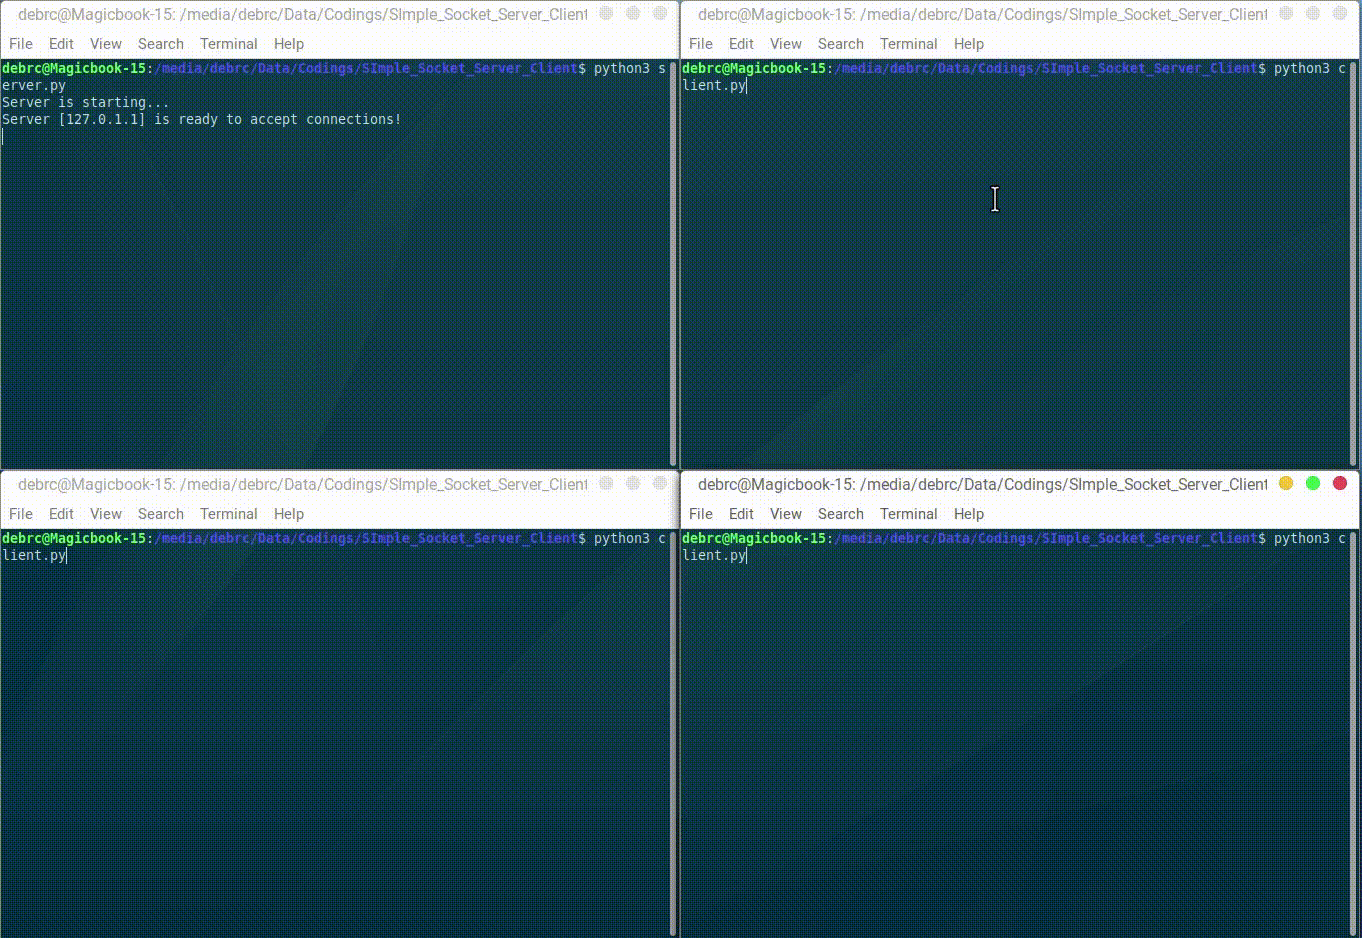 debrc@Magicbook-15: /media/debrc/Data/Codings/SImple_Socket_Server_Client
File Edit View Search Terminal Help
debrc@Magicbook-15:/media/debrc/Data/Codings/SImple_Socket_Server_Client$ python3 s
erver.py
Server is starting...
Server [127.0.1.1] is ready to accept connections!
debrc@Magicbook-15: /media/debrc/Data/Codings/SImple_Socket_Server_Client
File Edit View Search Terminal Help
debrc@Magicbook-15:/media/debrc/Data/Codings/SImple_Socket_Server_Client$ python3 c
lient.py
debrc@Magicbook-15: /media/debrc/Data/Codings/SImple_Socket_Server_Client
File Edit View Search Terminal Help
debrc@Magicbook-15:/media/debrc/Data/Codings/SImple_Socket_Server_Client$ python3 c
lient.py
debrc@Magicbook-15: /media/debrc/Data/Codings/SImple_Socket_Server_Client
File Edit View Search Terminal Help
debrc@Magicbook-15:/media/debrc/Data/Codings/SImple_Socket_Server_Client$ python3 c
lient.py